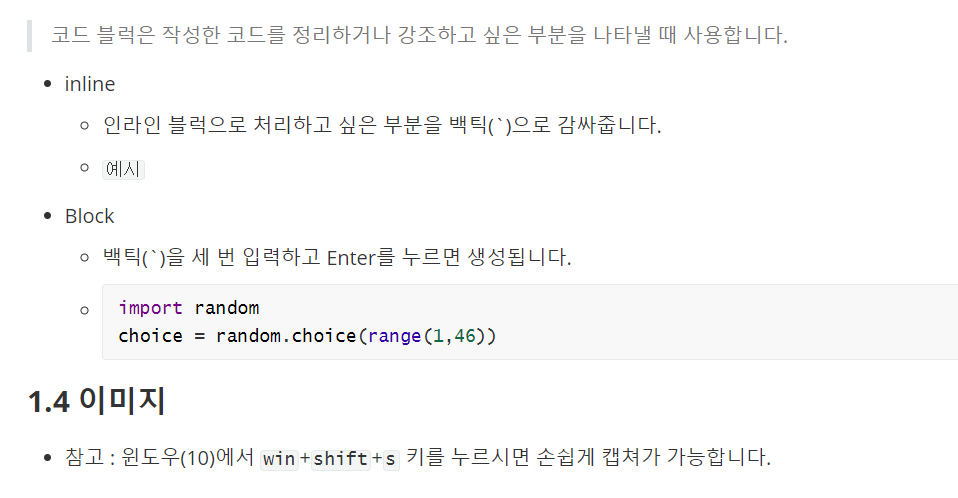 코드 블럭은 작성한 코드를 정리하거나 강조하고 싶은 부분을 나타낼 때 사용합니다.
inline
인라인 블럭으로 처리하고 싶은 부분을 백틱(`)으로 감싸줍니다.
예시
Block
백틱(`)을 세 번 입력하고 Enter를 누르면 생성됩니다.
import random
choice = random.choice(range(1,46))
1.4 이미지
참고 : 윈도우(10)에서 win+shift+s 키를 누르시면 손쉽게 캡쳐가 가능합니다.